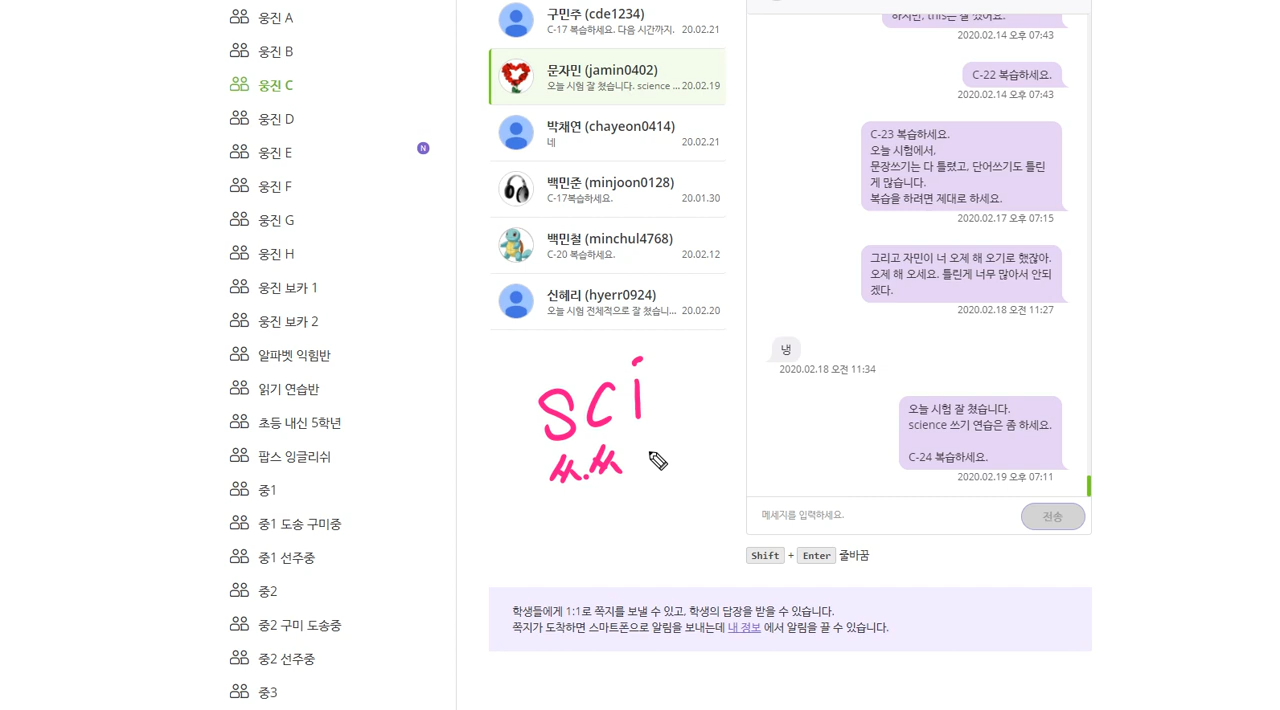 웅진 A
웅진 B
웅진 C
웅진 D
웅진 E
N
웅진 F
웅진 G
웅진 H
웅진 보카 1
웅진 보카 2
알파벳 익힘반
읽기 연습반
초등 내신 5학년
팝스 잉글리쉬
중1
중1 도송 구미중
중1 선주중
중2
중2 구미 도송중
중2 선주중
중3
구민주 (cde1234)
C-17 복습하세요. 다음 시간까지. 20.02.21
문자민 (jamin0402)
오늘 시험 잘 쳤습니다. science ... 20.02.19
박채연 (chayeon0414)
네 20.02.21
백민준 (minjoon0128)
C-17복습하세요. 20.01.30
백민철 (minchul4768)
C-20 복습하세요. 20.02.12
신혜리 (hyerr0924)
오늘 시험 전체적으로 잘 쳤습니... 20.02.20
sci
하지만, this는 잘 썼어요.
2020.02.14 오후 07:43
C-22 복습하세요.
2020.02.14 오후 07:43
C-23 복습하세요.
오늘 시험에서,
문장쓰기는 다 틀렸고, 단어쓰기도 틀린
게 많습니다.
복습을 하려면 제대로 하세요.
2020.02.17 오후 07:15
그리고 자민이 너 오제 해 오기로 했잖아.
오제 해 오세요. 틀린게 너무 많아서 안되
겠다.
2020.02.18 오전 11:27
냉
2020.02.18 오전 11:34
오늘 시험 잘 쳤습니다.
science 쓰기 연습은 좀 하세요.
C-24 복습하세요.
2020.02.19 오후 07:11
메세지를 입력하세요.
전송
Shift + Enter 줄바꿈
학생들에게 1:1로 쪽지를 보낼 수 있고, 학생의 답장을 받을 수 있습니다.
쪽지가 도착하면 스마트폰으로 알림을 보내는데 내 정보 에서 알림을 끌 수 있습니다.